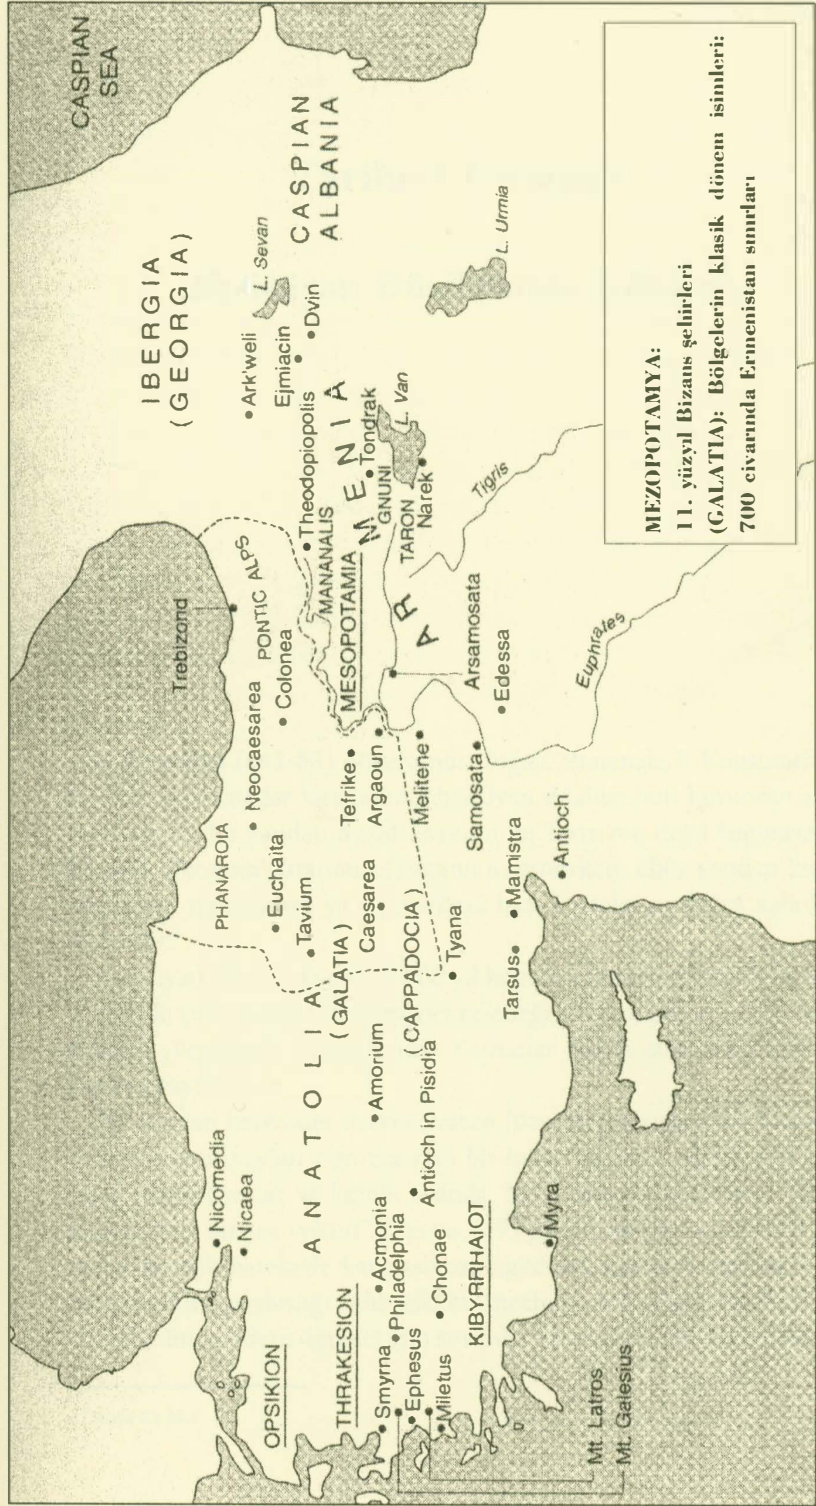 CASPIAN
SEA
IBERGIA
(GEORGIA)
CASPIAN
ALBANIA
L. Sevan
Ark'weli
Ejmiacin
Dvin
L. Urmia
Trebizond
PONTIC ALPS
Theodopiopolis
MANANALIS
MESOPOTAMIA
ARMENIA
GNUNI
Tondrak
L. Van
TARON
Narek
Tigris
Euphrates
Neocaesarea
Colonea
PHANAROIA
Euchaita
Tavium
Tefrike
Argaoun
Melitene
Arsamosata
Edessa
Samosata
Caesarea
(CAPPADOCIA)
(GALATIA)
Tyana
Mamistra
Tarsus
Antioch
ANATOLIA
Amorium
Antioch in Pisidia
Nicomedia
Nicaea
OPSIKION
THRAKESION
Acmonia
Smyrna
Philadelphia
Ephesus
Chonae
Miletus
KIBYRRHAIOT
Myra
Mt. Latros
Mt. Galesius
MEZOPOTAMYA:
11. yüzyıl Bizans şehirleri
(GALATIA): Bölgelerin klasik dönem isimleri:
700 civarında Ermenistan sınırları